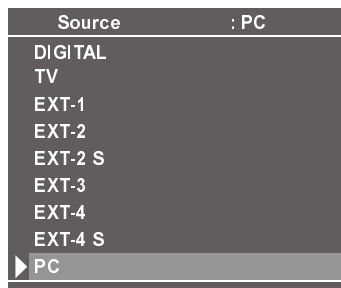 Source : PC
DIGITAL
TV
EXT-1
EXT-2
EXT-2 S
EXT-3
EXT-4
EXT-4 S
PC